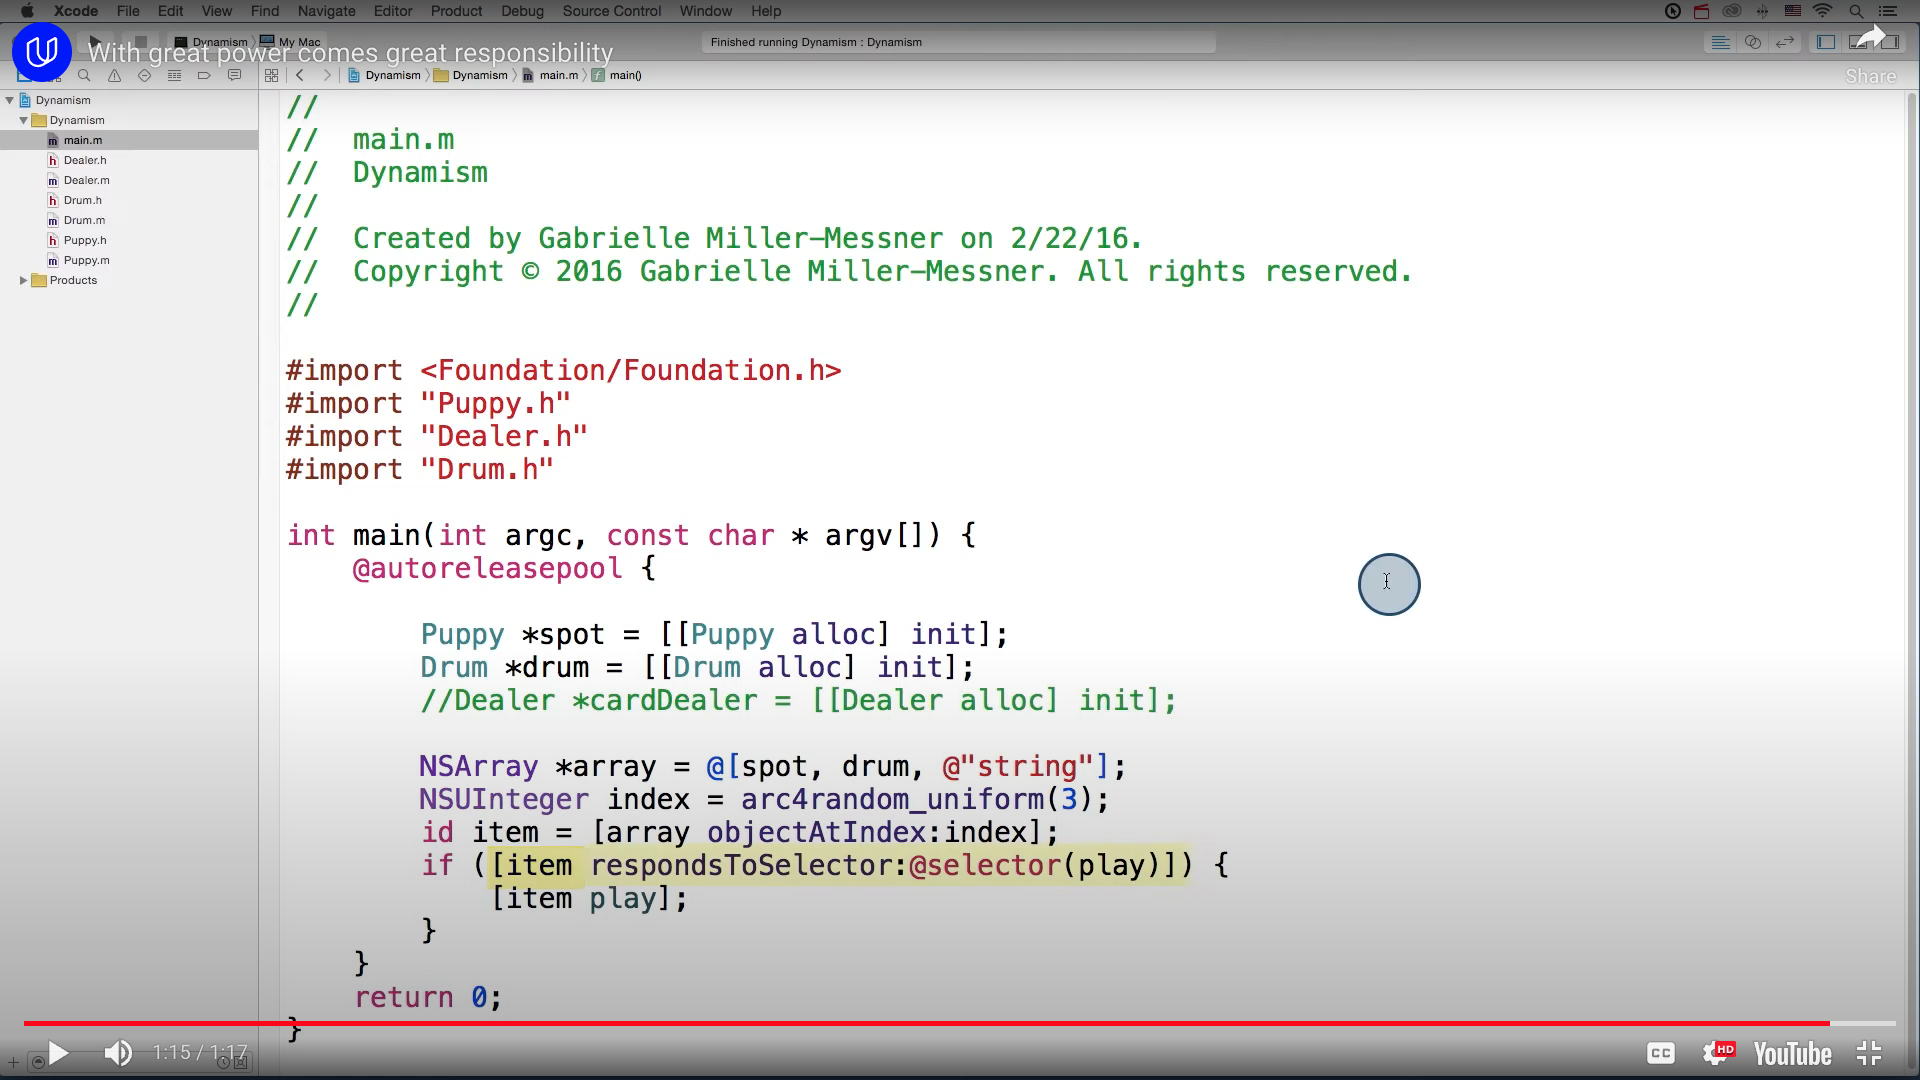 Xcode File Edit View Find Navigate Editor Product Debug Source Control Window Help
Dynamism My Mac
Finished running Dynamism : Dynamism
With great power comes great responsibility
Share
Dynamism Dynamism main.m main()
Dynamism
Dynamism
main.m
Dealer.h
Dealer.m
Drum.h
Drum.m
Puppy.h
Puppy.m
Products
//
// main.m
// Dynamism
//
// Created by Gabrielle Miller-Messner on 2/22/16.
// Copyright © 2016 Gabrielle Miller-Messner. All rights reserved.
//
#import <Foundation/Foundation.h>
#import "Puppy.h"
#import "Dealer.h"
#import "Drum.h"
int main(int argc, const char * argv[]) {
@autoreleasepool {
Puppy *spot = [[Puppy alloc] init];
Drum *drum = [[Drum alloc] init];
//Dealer *cardDealer = [[Dealer alloc] init];
NSArray *array = @[spot, drum, @"string"];
NSUInteger index = arc4random_uniform(3);
id item = [array objectAtIndex:index];
if ([item respondsToSelector:@selector(play)]) {
[item play];
}
}
return 0;
}
1:15 / 1:17
CC HD YouTube